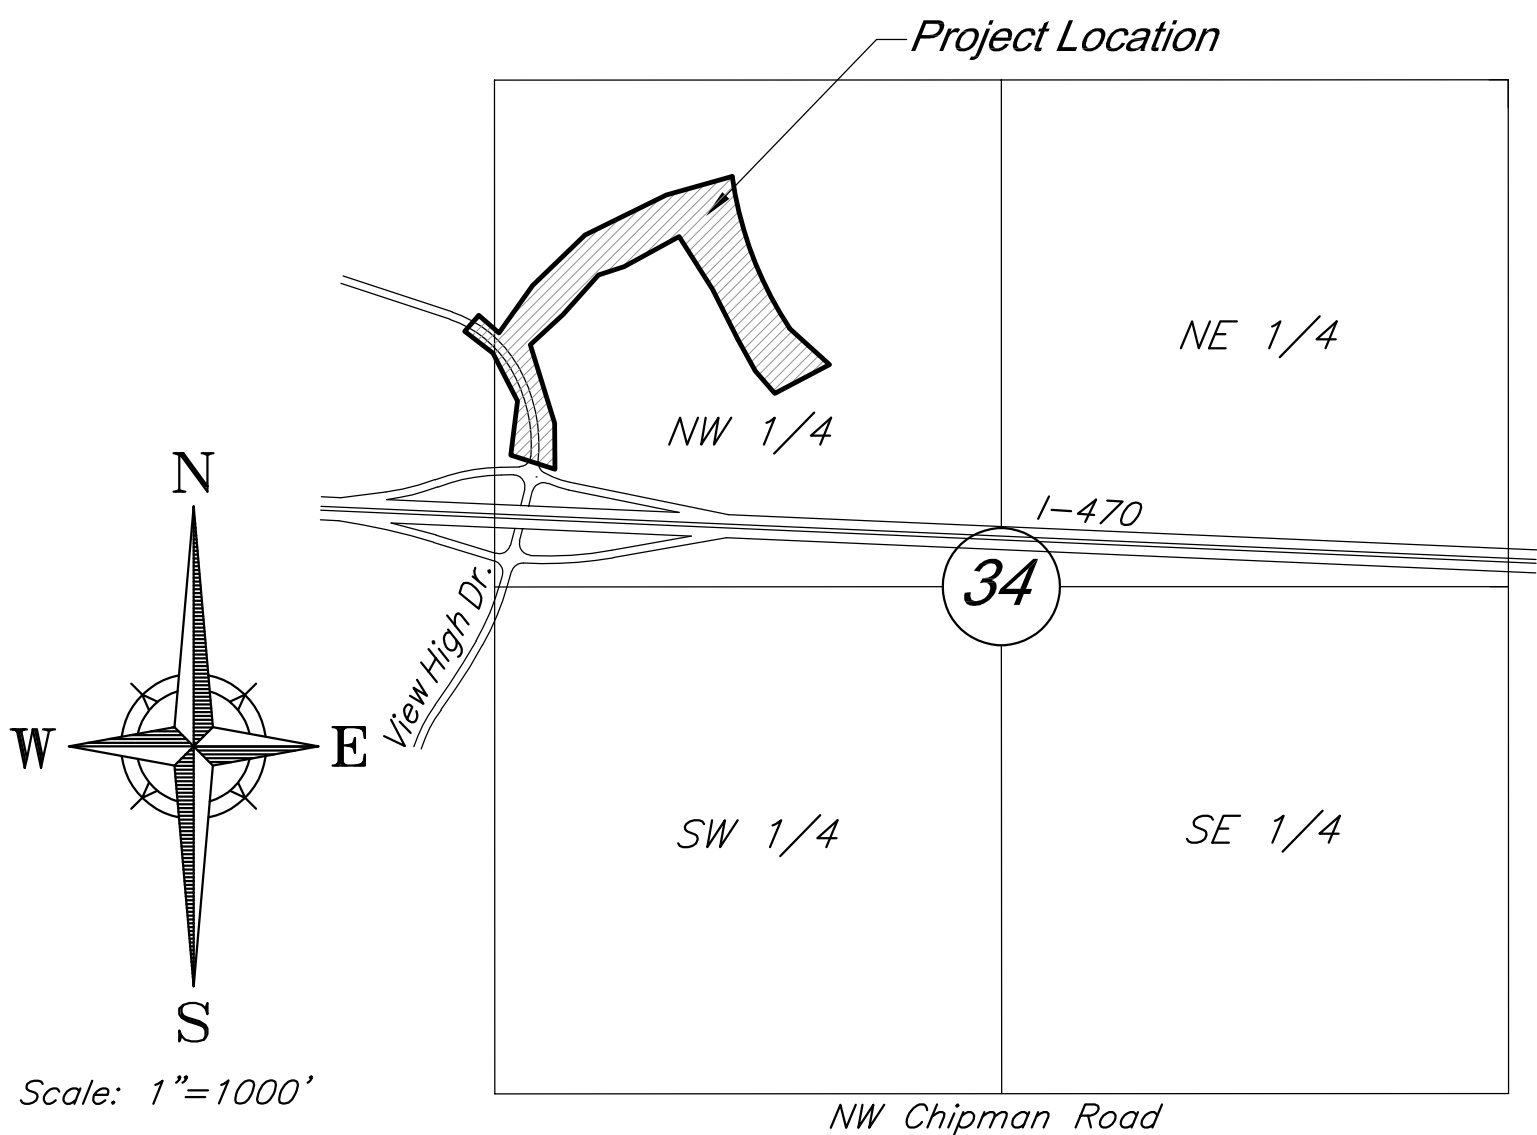 Project Location
NE 1/4
NW 1/4
N
I-470
34
View High Dr.
W
E
SW 1/4
SE 1/4
S
Scale: 1"=1000'
NW Chipman Road